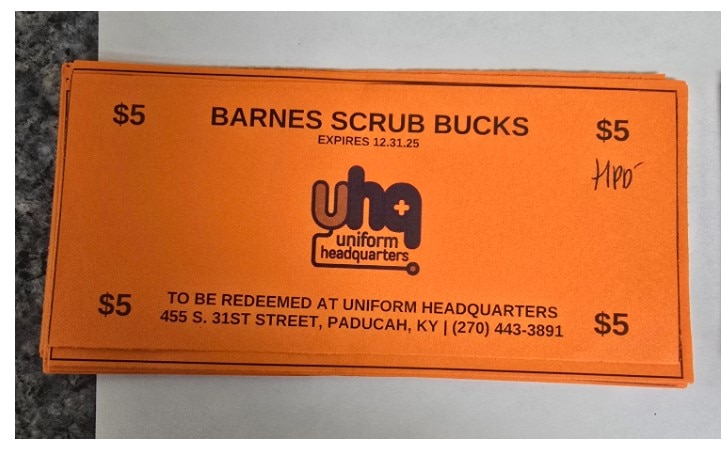 $5 BARNES SCRUB BUCKS $5
EXPIRES 12.31.25
uhq
uniform
headquarters
$5 TO BE REDEEMED AT UNIFORM HEADQUARTERS $5
455 S. 31ST STREET, PADUCAH, KY | (270) 443-3891